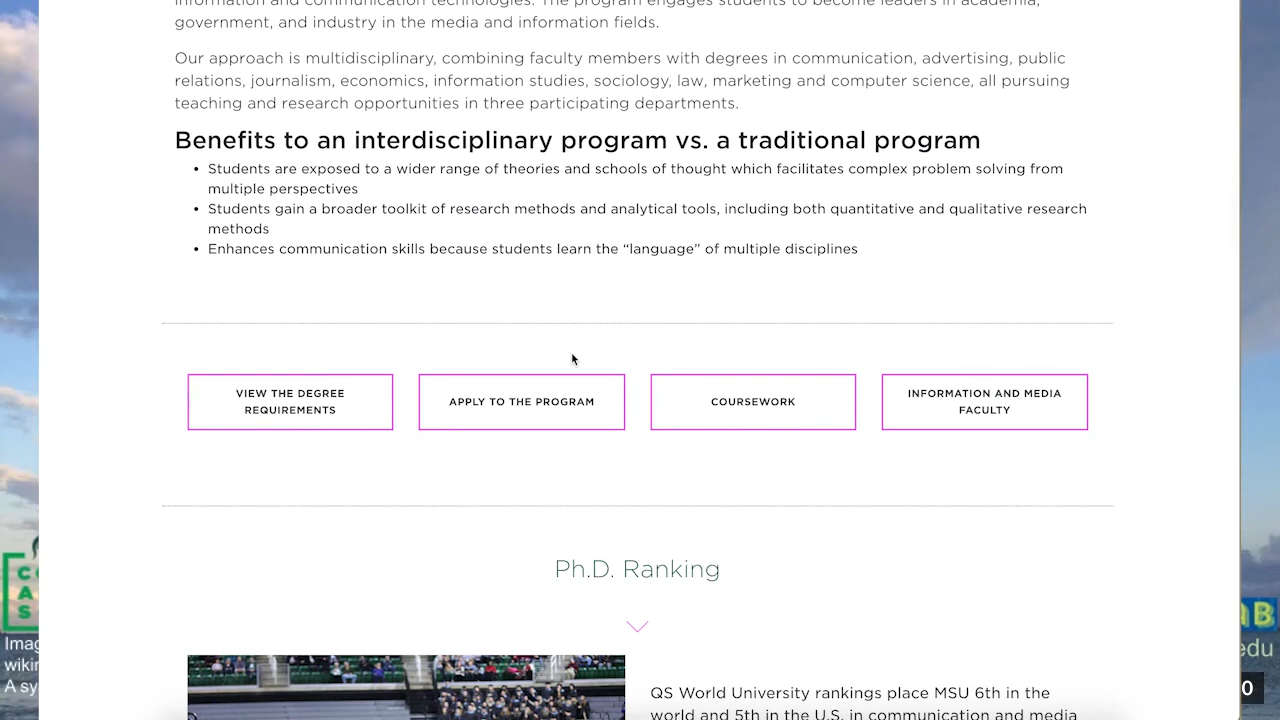 information and communication technologies. The program engages students to become leaders in academia,
government, and industry in the media and information fields.
Our approach is multidisciplinary, combining faculty members with degrees in communication, advertising, public
relations, journalism, economics, information studies, sociology, law, marketing and computer science, all pursuing
teaching and research opportunities in three participating departments.
Benefits to an interdisciplinary program vs. a traditional program
• Students are exposed to a wider range of theories and schools of thought which facilitates complex problem solving from
multiple perspectives
• Students gain a broader toolkit of research methods and analytical tools, including both quantitative and qualitative research
methods
• Enhances communication skills because students learn the “language” of multiple disciplines
VIEW THE DEGREE
REQUIREMENTS
APPLY TO THE PROGRAM
COURSEWORK
INFORMATION AND MEDIA
FACULTY
Ph.D. Ranking
QS World University rankings place MSU 6th in the
world and 5th in the U.S. in communication and media
A
S
A sy
aB
edu
0